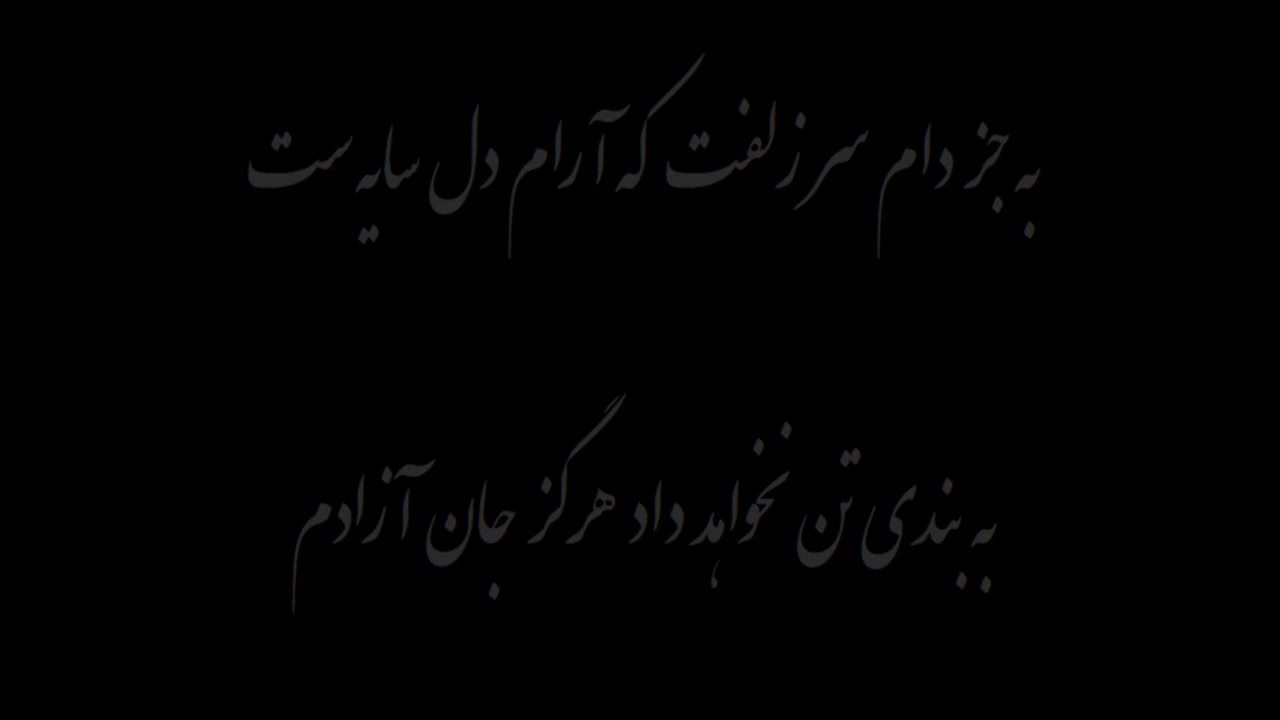 به جز دام سر زلفت که آرام دل سایه ست
به بندی تن نخواهد داد هرگز جان آزادم